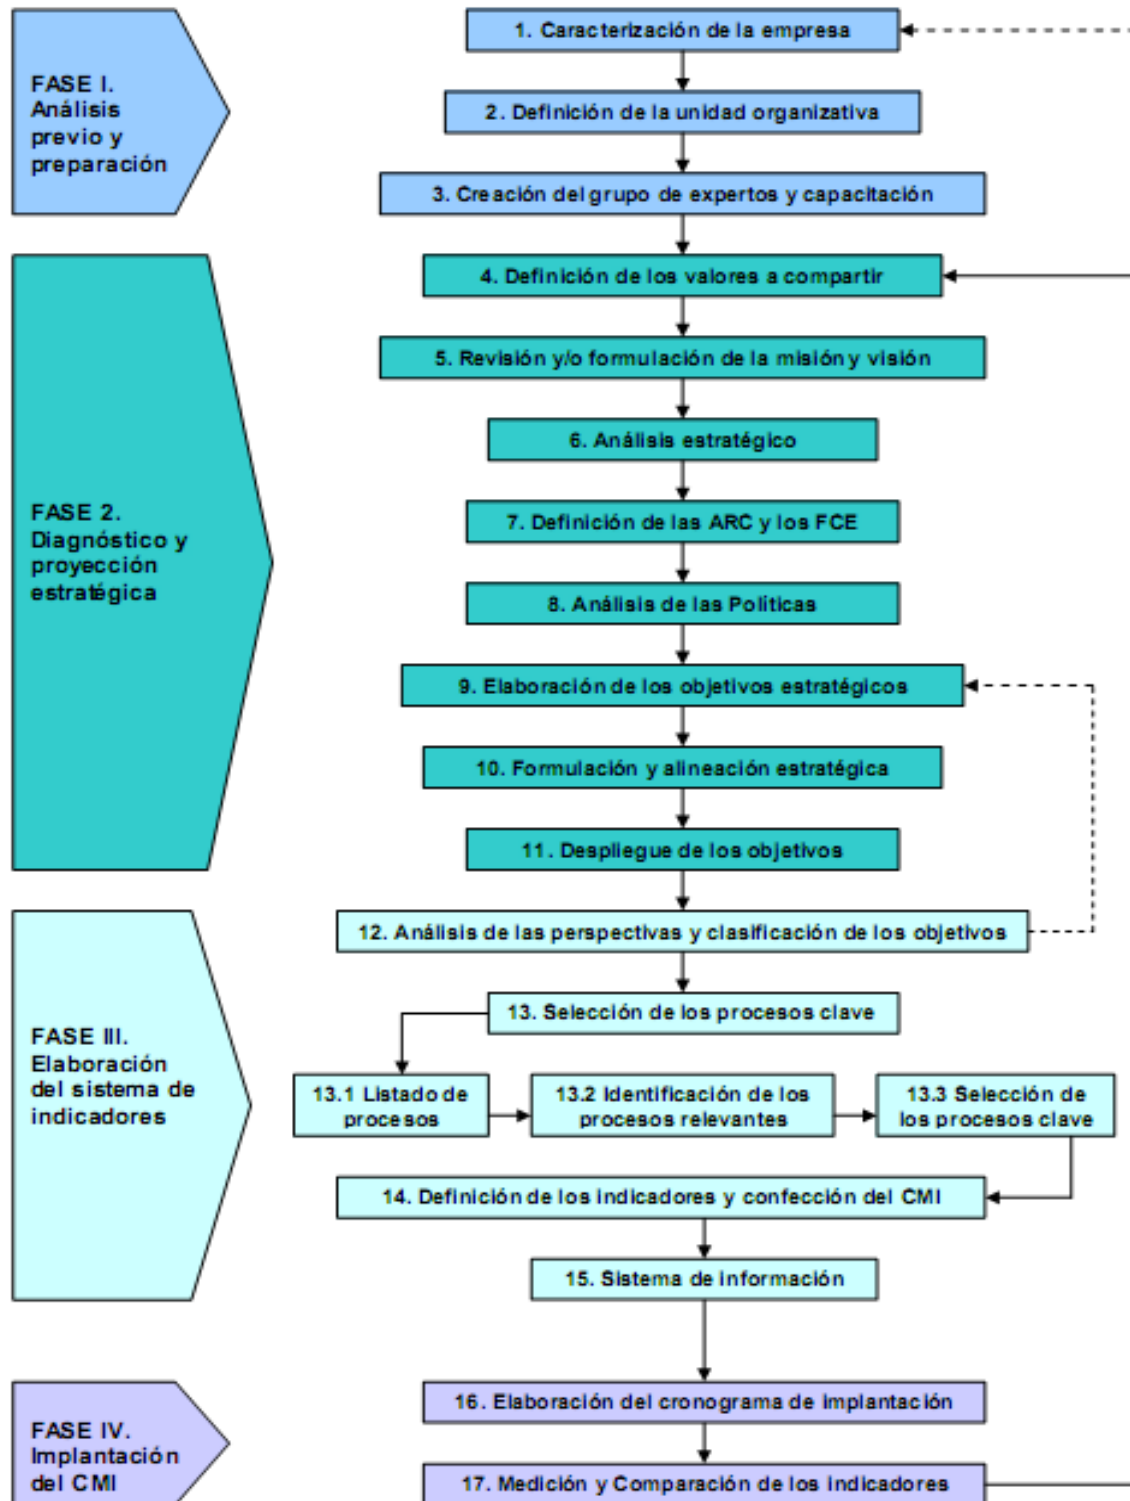 FASE I.
Análisis
previo y
preparación
1. Caracterización de la empresa
2. Definición de la unidad organizativa
3. Creación del grupo de expertos y capacitación
FASE 2.
Diagnóstico y
proyección
estratégica
4. Definición de los valores a compartir
5. Revisión y/o formulación de la misión y visión
6. Análisis estratégico
7. Definición de las ARC y los FCE
8. Análisis de las Políticas
9. Elaboración de los objetivos estratégicos
10. Formulación y alineación estratégica
11. Despliegue de los objetivos
FASE III.
Elaboración
del sistema de
indicadores
12. Análisis de las perspectivas y clasificación de los objetivos
13. Selección de los procesos clave
13.1 Listado de
procesos
13.2 Identificación de los
procesos relevantes
13.3 Selección de
los procesos clave
14. Definición de los indicadores y confección del CMI
15. Sistema de información
FASE IV.
Implantación
del CMI
16. Elaboración del cronograma de implantación
17. Medición y Comparación de los indicadores